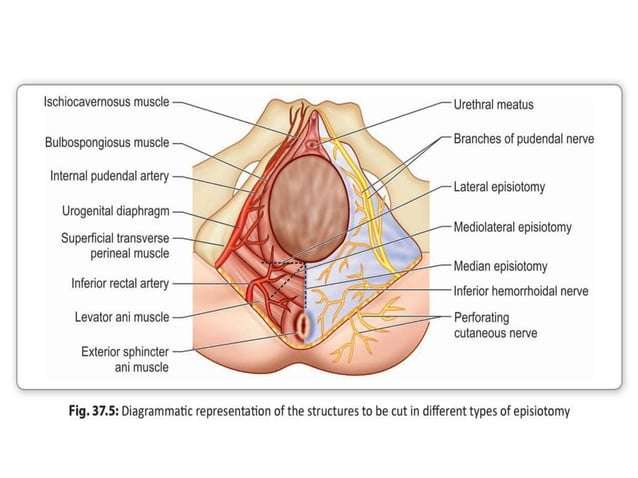 Ischiocavernosus muscle
Bulbospongiosus muscle
Internal pudendal artery
Urogenital diaphragm
Superficial transverse
perineal muscle
Inferior rectal artery
Levator ani muscle
Exterior sphincter
ani muscle
Urethral meatus
Branches of pudendal nerve
Lateral episiotomy
Mediolateral episiotomy
Median episiotomy
Inferior hemorrhoidal nerve
Perforating
cutaneous nerve
Fig. 37.5: Diagrammatic representation of the structures to be cut in different types of episiotomy